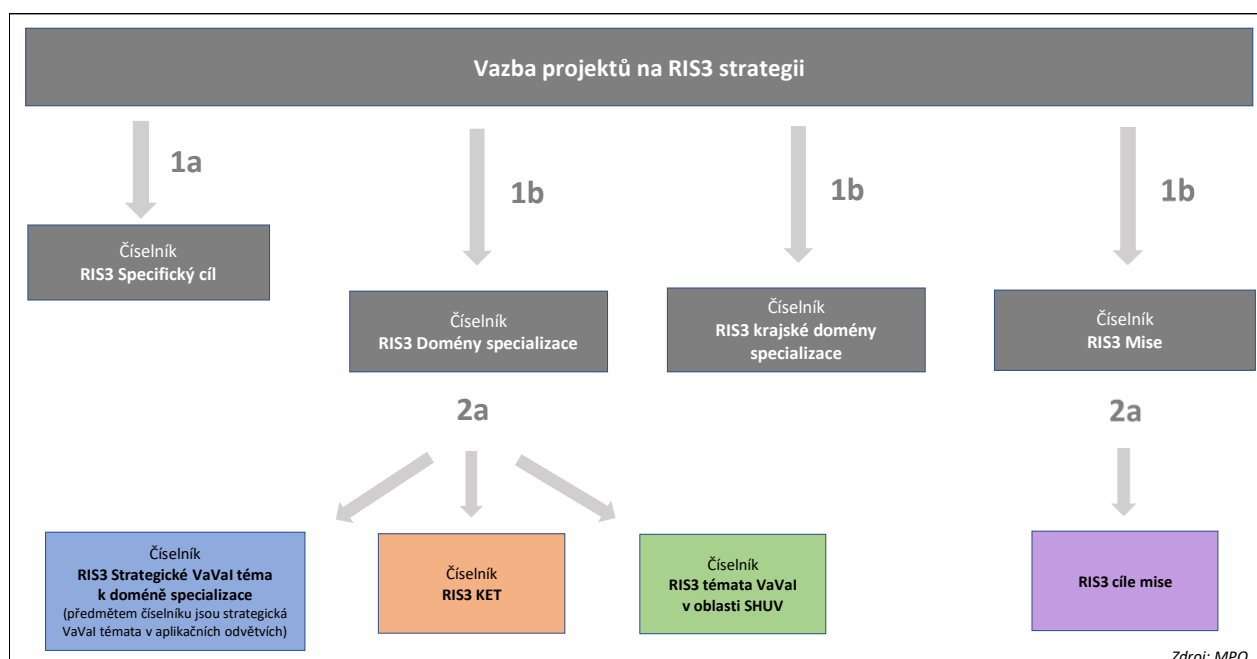 Vazba projektů na RIS3 strategii
1a
1b
1b
1b
Číselník
RIS3 Specifický cíl
Číselník
RIS3 Domény specializace
Číselník
RIS3 krajské domény
specializace
Číselník
RIS3 Mise
2a
2a
Číselník
RIS3 Strategické VaVaI téma
k doméně specializace
(předmětem číselníku jsou strategická
VaVaI témata v aplikačních odvětvích)
Číselník
RIS3 KET
Číselník
RIS3 témata VaVaI
v oblasti SHUV
RIS3 cíle mise
Zdroj: MPO